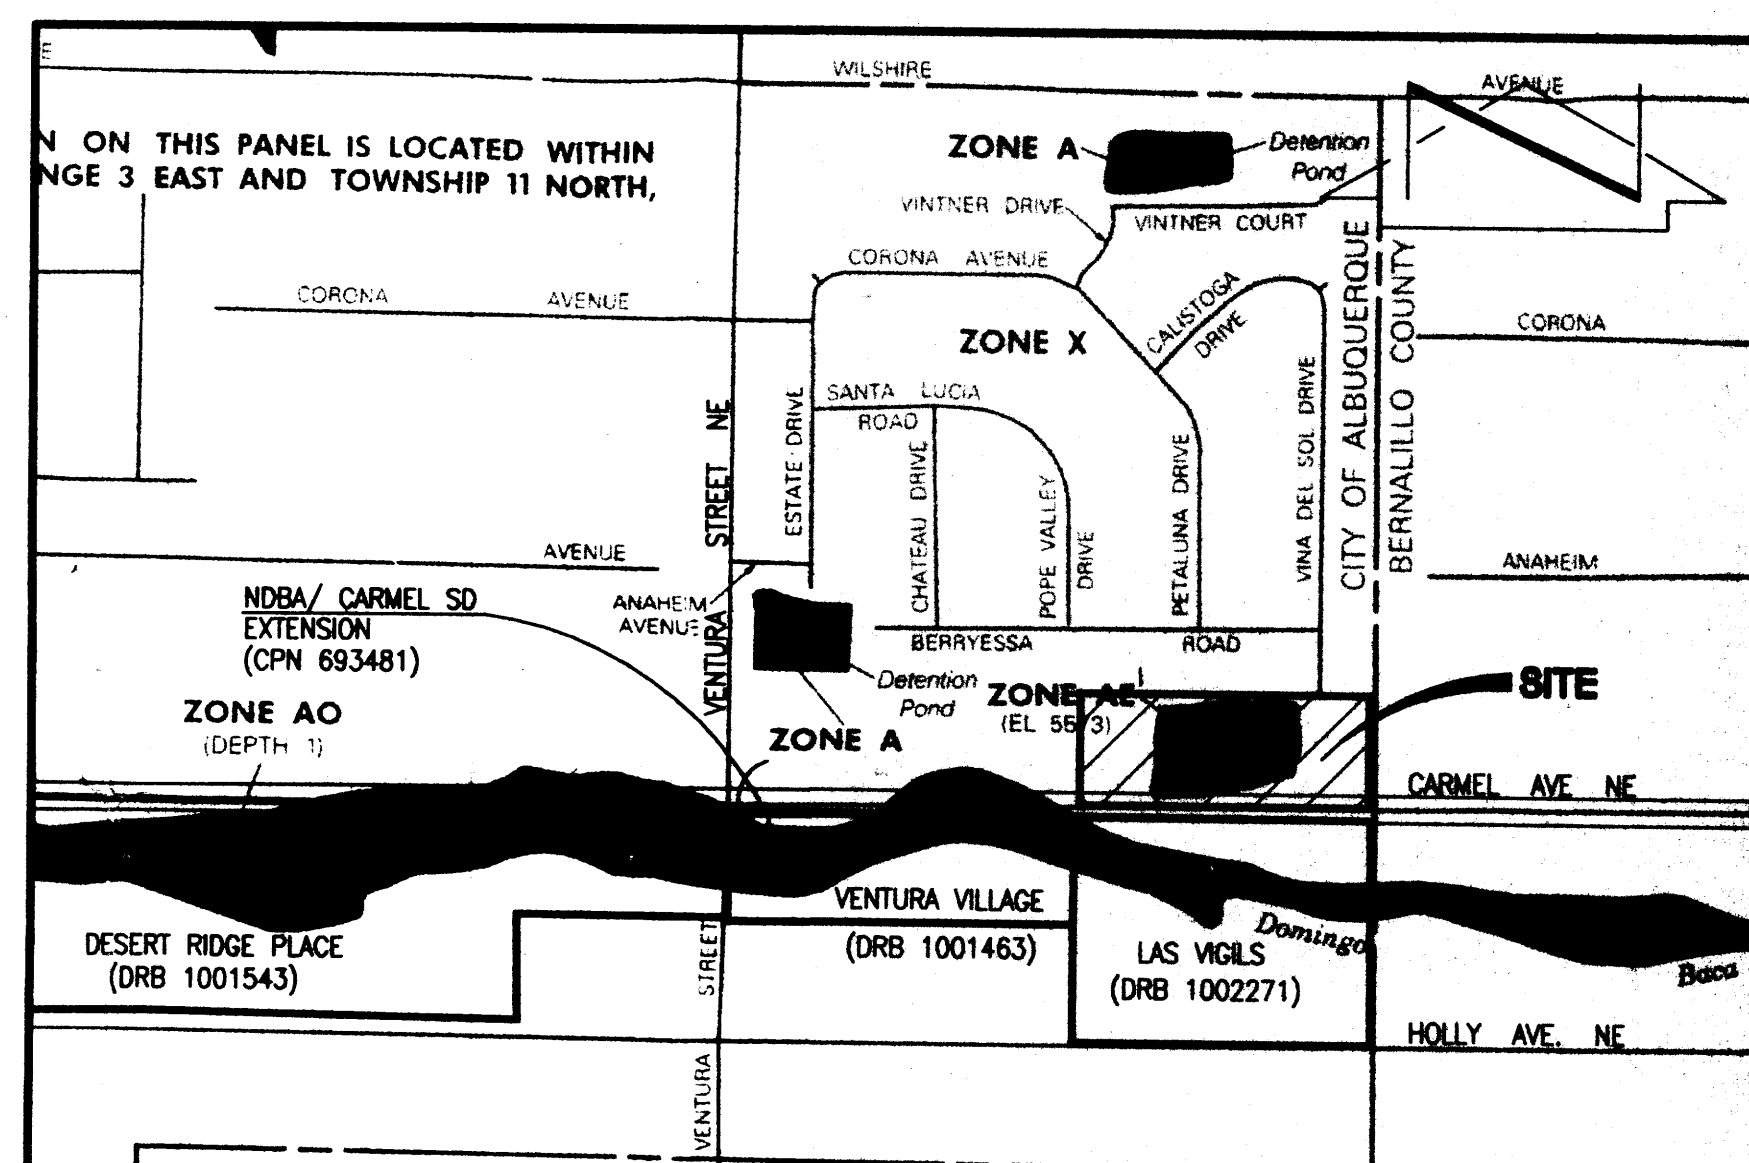 E
WILSHIRE
AVENUE
N ON THIS PANEL IS LOCATED WITHIN
NGE 3 EAST AND TOWNSHIP 11 NORTH,
ZONE A
Detention
Pond
VINTNER DRIVE
VINTNER COURT
CORONA AVENUE
CORONA AVENUE
CALISTOGA
DRIVE
CITY OF ALBUQUERQUE
BERNALILLO COUNTY
CORONA
ZONE X
SANTA LUCIA
ROAD
STREET NE
VENTURA
ESTATE DRIVE
CHATEAU DRIVE
POPE VALLEY
DRIVE
PETALUNA DRIVE
VINA DEL SOL DRIVE
AVENUE
ANAHEIM
NDBA/ CARMEL SD
EXTENSION
(CPN 693481)
ANAHEIM
AVENUE
BERRYESSA ROAD
Detention
Pond
ZONE AE
(EL 55 3)
SITE
ZONE AO
(DEPTH 1)
ZONE A
CARMEL AVE NE
VENTURA VILLAGE
(DRB 1001463)
DESERT RIDGE PLACE
(DRB 1001543)
STREET
VENTURA
LAS VIGILS
(DRB 1002271)
Domingo
Baca
HOLLY AVE. NE